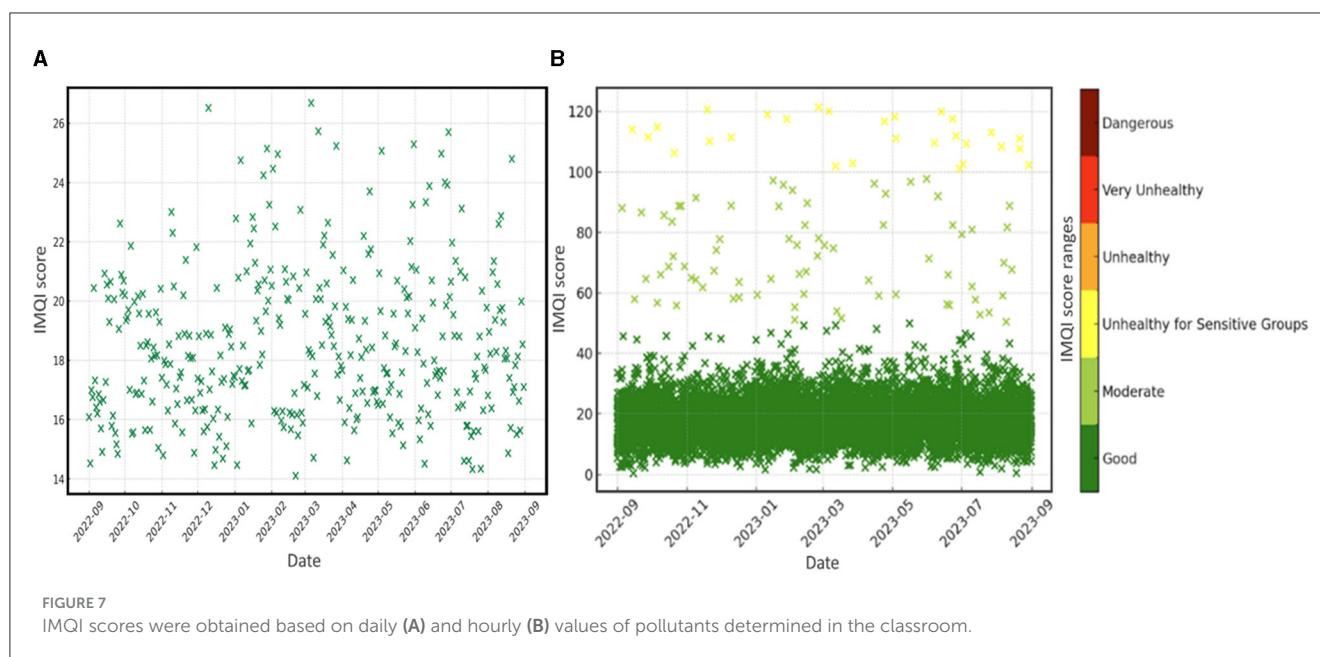 A
B
IMQI score
26
24
22
20
18
16
14
2022-09
2022-10
2022-11
2022-12
2023-01
2023-02
2023-03
2023-04
2023-05
2023-06
2023-07
2023-08
2023-09
Date
IMQI score
120
100
80
60
40
20
0
2022-09
2022-11
2023-01
2023-03
2023-05
2023-07
2023-09
Date
IMQI score ranges
Dangerous
Very Unhealthy
Unhealthy
Unhealthy for Sensitive Groups
Moderate
Good
FIGURE 7
IMQI scores were obtained based on daily (A) and hourly (B) values of pollutants determined in the classroom.